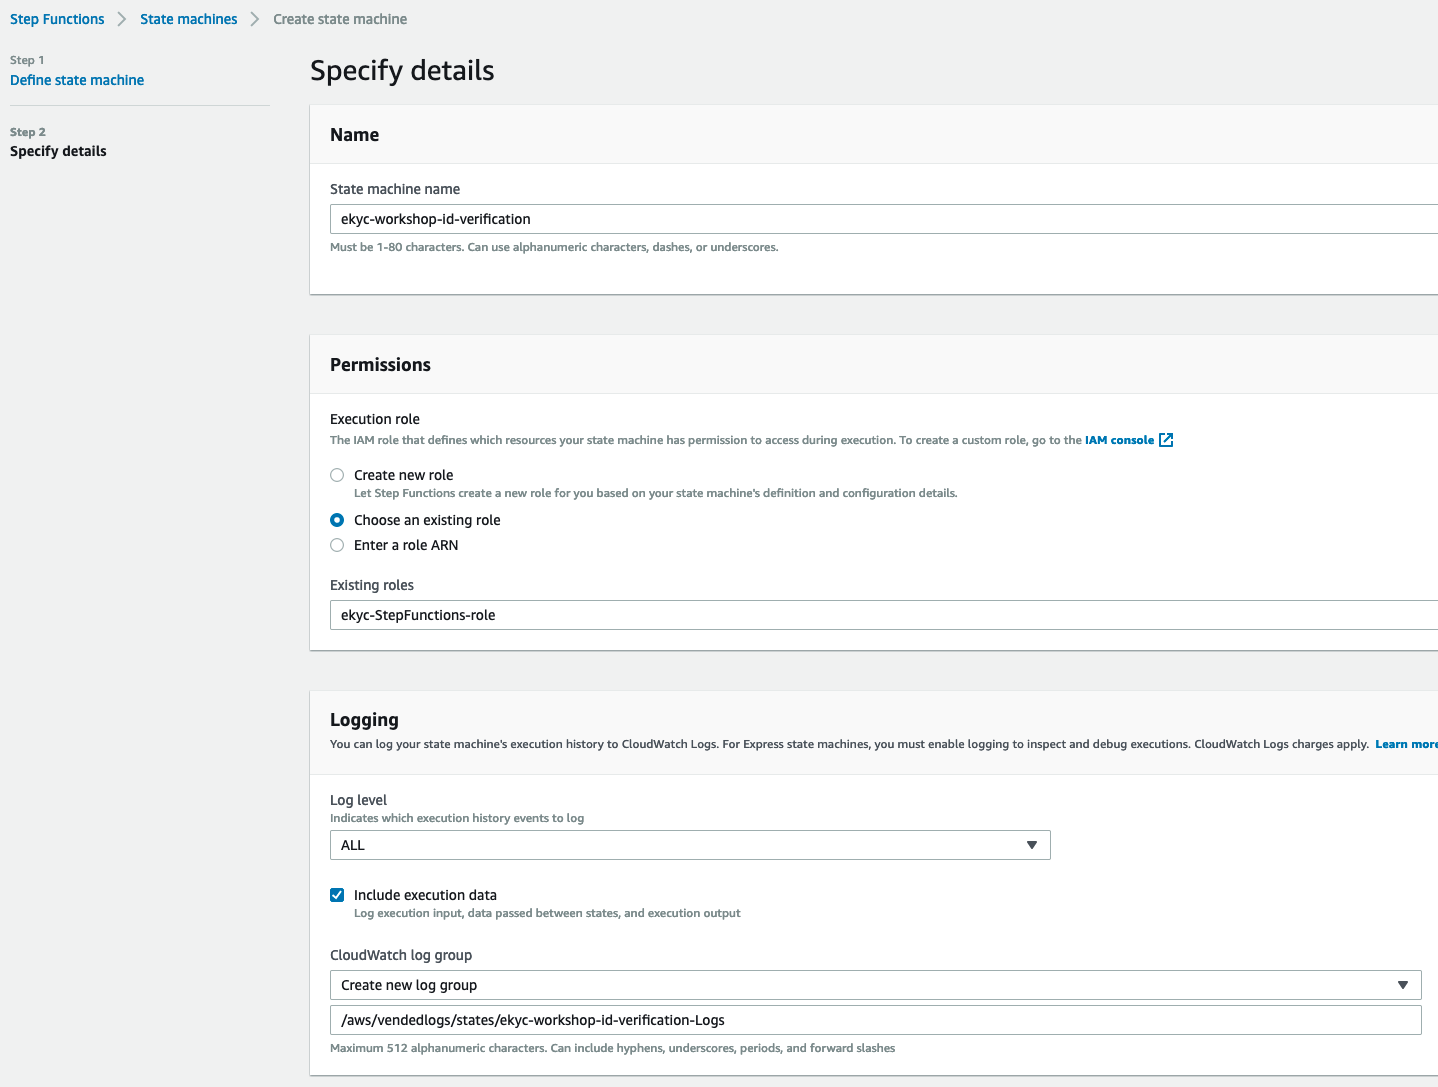 Step Functions > State machines > Create state machine
Step 1
Define state machine
Step 2
Specify details
Specify details
Name
State machine name
ekyc-workshop-id-verification
Must be 1-80 characters. Can use alphanumeric characters, dashes, or underscores.
Permissions
Execution role
The IAM role that defines which resources your state machine has permission to access during execution. To create a custom role, go to the IAM console
Create new role
Let Step Functions create a new role for you based on your state machine's definition and configuration details.
Choose an existing role
Enter a role ARN
Existing roles
ekyc-StepFunctions-role
Logging
You can log your state machine's execution history to CloudWatch Logs. For Express state machines, you must enable logging to inspect and debug executions. CloudWatch Logs charges apply. Learn more
Log level
Indicates which execution history events to log
ALL
Include execution data
Log execution input, data passed between states, and execution output
CloudWatch log group
Create new log group
/aws/vendedlogs/states/ekyc-workshop-id-verification-Logs
Maximum 512 alphanumeric characters. Can include hyphens, underscores, periods, and forward slashes